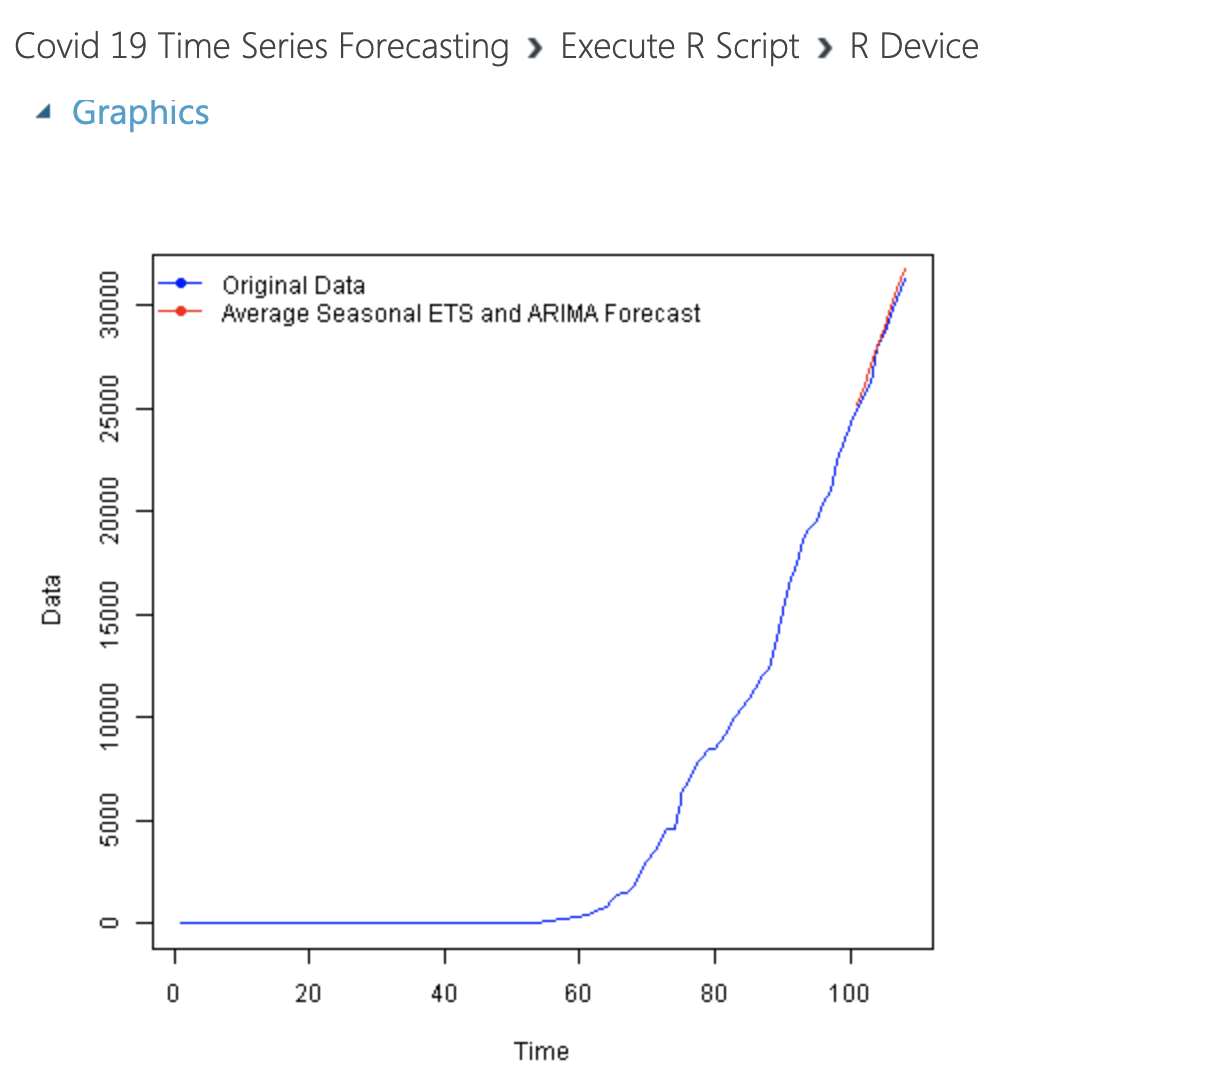 Covid 19 Time Series Forecasting › Execute R Script › R Device
Graphics
Original Data
Average Seasonal ETS and ARIMA Forecast
30000
25000
20000
15000
10000
5000
0
Data
0 20 40 60 80 100
Time